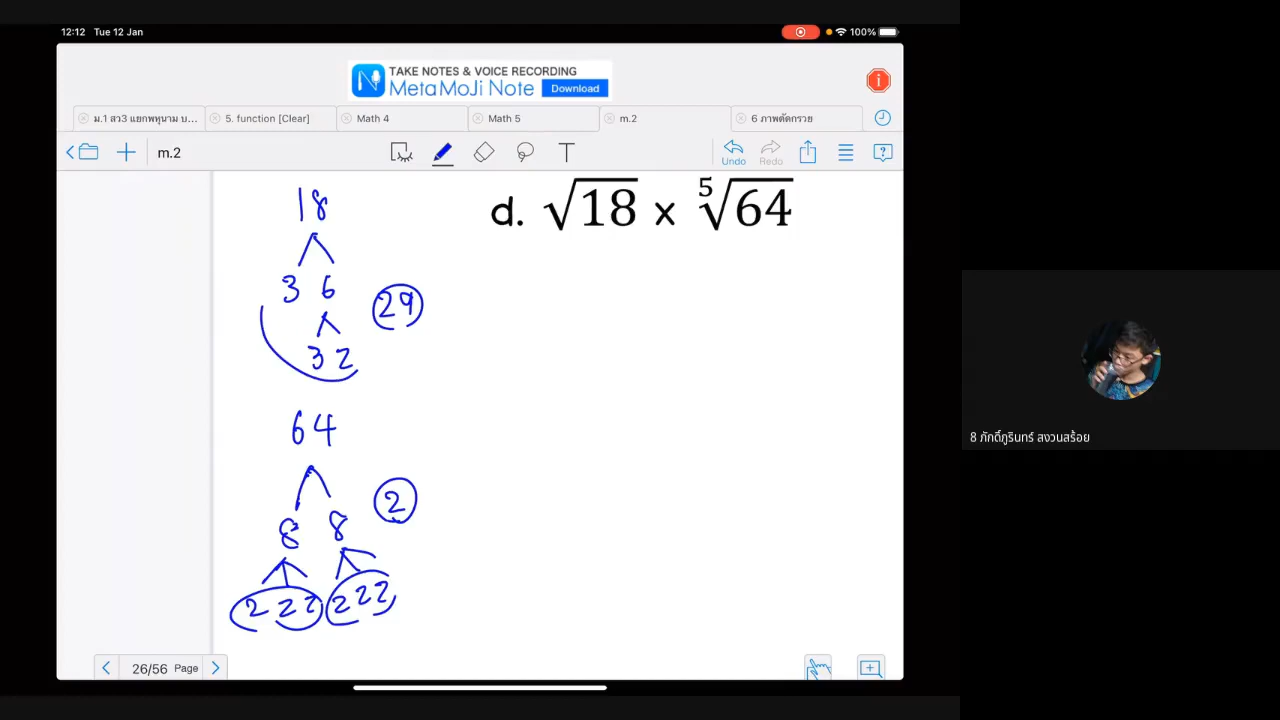 12:12 Tue 12 Jan 100%
TAKE NOTES & VOICE RECORDING
MetaMoJi Note Download
ม.1 สว3 แยกพหุนาม บ... 5. function [Clear] Math 4 Math 5 m.2 6 ภาพตัดกรวย
m.2 T Undo Redo
d. √18 x ⁵√64
18
3 6
29
3 2
64
8 8
2
2 2 2 2 2 2
8 ภักดิ์ภูรินทร์ สงวนสร้อย
26/56 Page